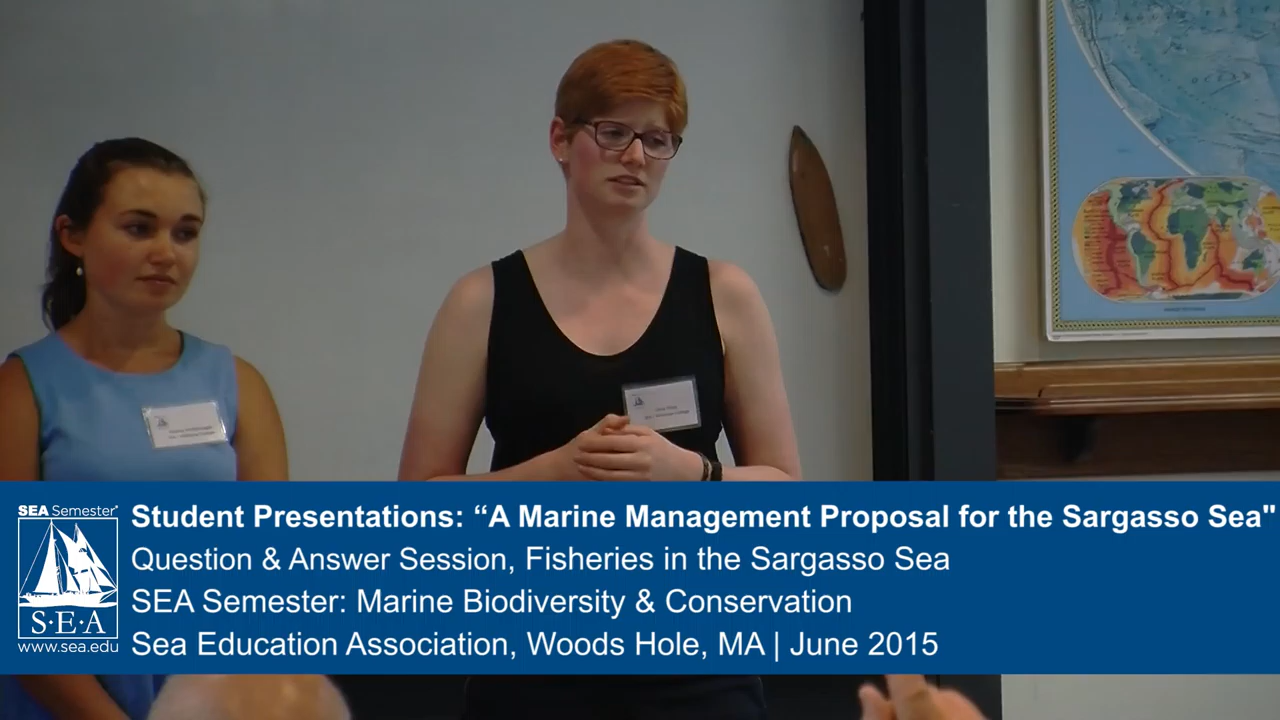 SEA Semester®
S·E·A
www.sea.edu
Student Presentations: “A Marine Management Proposal for the Sargasso Sea"
Question & Answer Session, Fisheries in the Sargasso Sea
SEA Semester: Marine Biodiversity & Conservation
Sea Education Association, Woods Hole, MA | June 2015